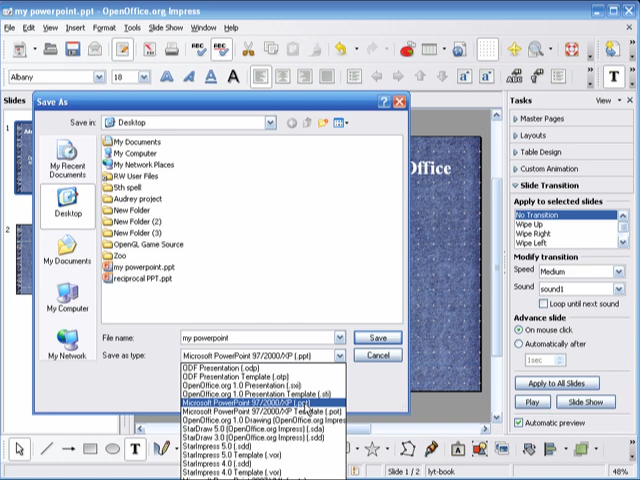 my powerpoint.ppt - OpenOffice.org Impress
File Edit View Insert Format Tools Slide Show Window Help
Albany
18
Slides
1
2
Office
Save As
Save in:
Desktop
My Recent
Documents
Desktop
My Documents
My Computer
My Network
My Documents
My Computer
My Network Places
RW User Files
5th spell
Audrey project
New Folder
New Folder (2)
New Folder (3)
OpenGL Game Source
Zoo
my powerpoint.ppt
reciprocal PPT.ppt
File name:
my powerpoint
Save
Save as type:
Microsoft PowerPoint 97/2000/XP (.ppt)
Cancel
ODF Presentation (.odp)
ODF Presentation Template (.otp)
OpenOffice.org 1.0 Presentation (.sxi)
OpenOffice.org 1.0 Presentation Template (.sti)
Microsoft PowerPoint 97/2000/XP (.ppt)
Microsoft PowerPoint 97/2000/XP Template (.pot)
OpenOffice.org 1.0 Drawing (OpenOffice.org Impress
StarDraw 5.0 (OpenOffice.org Impress) (.sda)
StarDraw 3.0 (OpenOffice.org Impress) (.sdd)
StarImpress 5.0 (.sdd)
StarImpress 5.0 Template (.vor)
StarImpress 4.0 (.sdd)
StarImpress 4.0 Template (.vor)
Tasks
View
Master Pages
Layouts
Table Design
Custom Animation
Slide Transition
Apply to selected slides
No Transition
Wipe Up
Wipe Right
Wipe Left
Modify transition
Speed
Medium
Sound
sound1
Loop until next sound
Advance slide
On mouse click
Automatically after
1sec
Apply to All Slides
Play
Slide Show
Automatic preview
Slide 1 / 2
lyt-book
48%